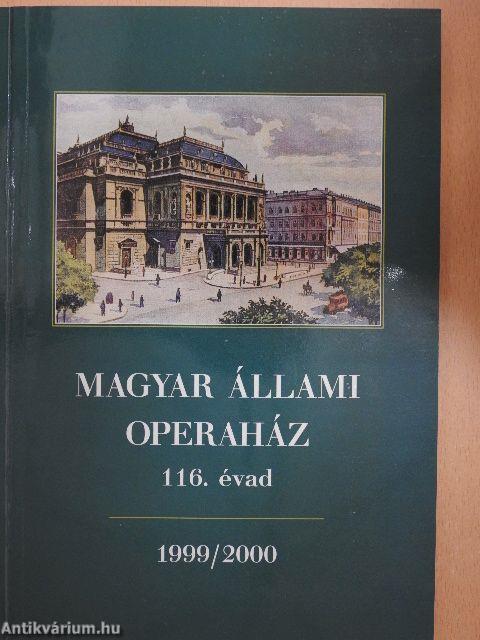 MAGYAR ÁLLAMI
OPERAHÁZ
116. évad
1999/2000
Antikvárium.hu